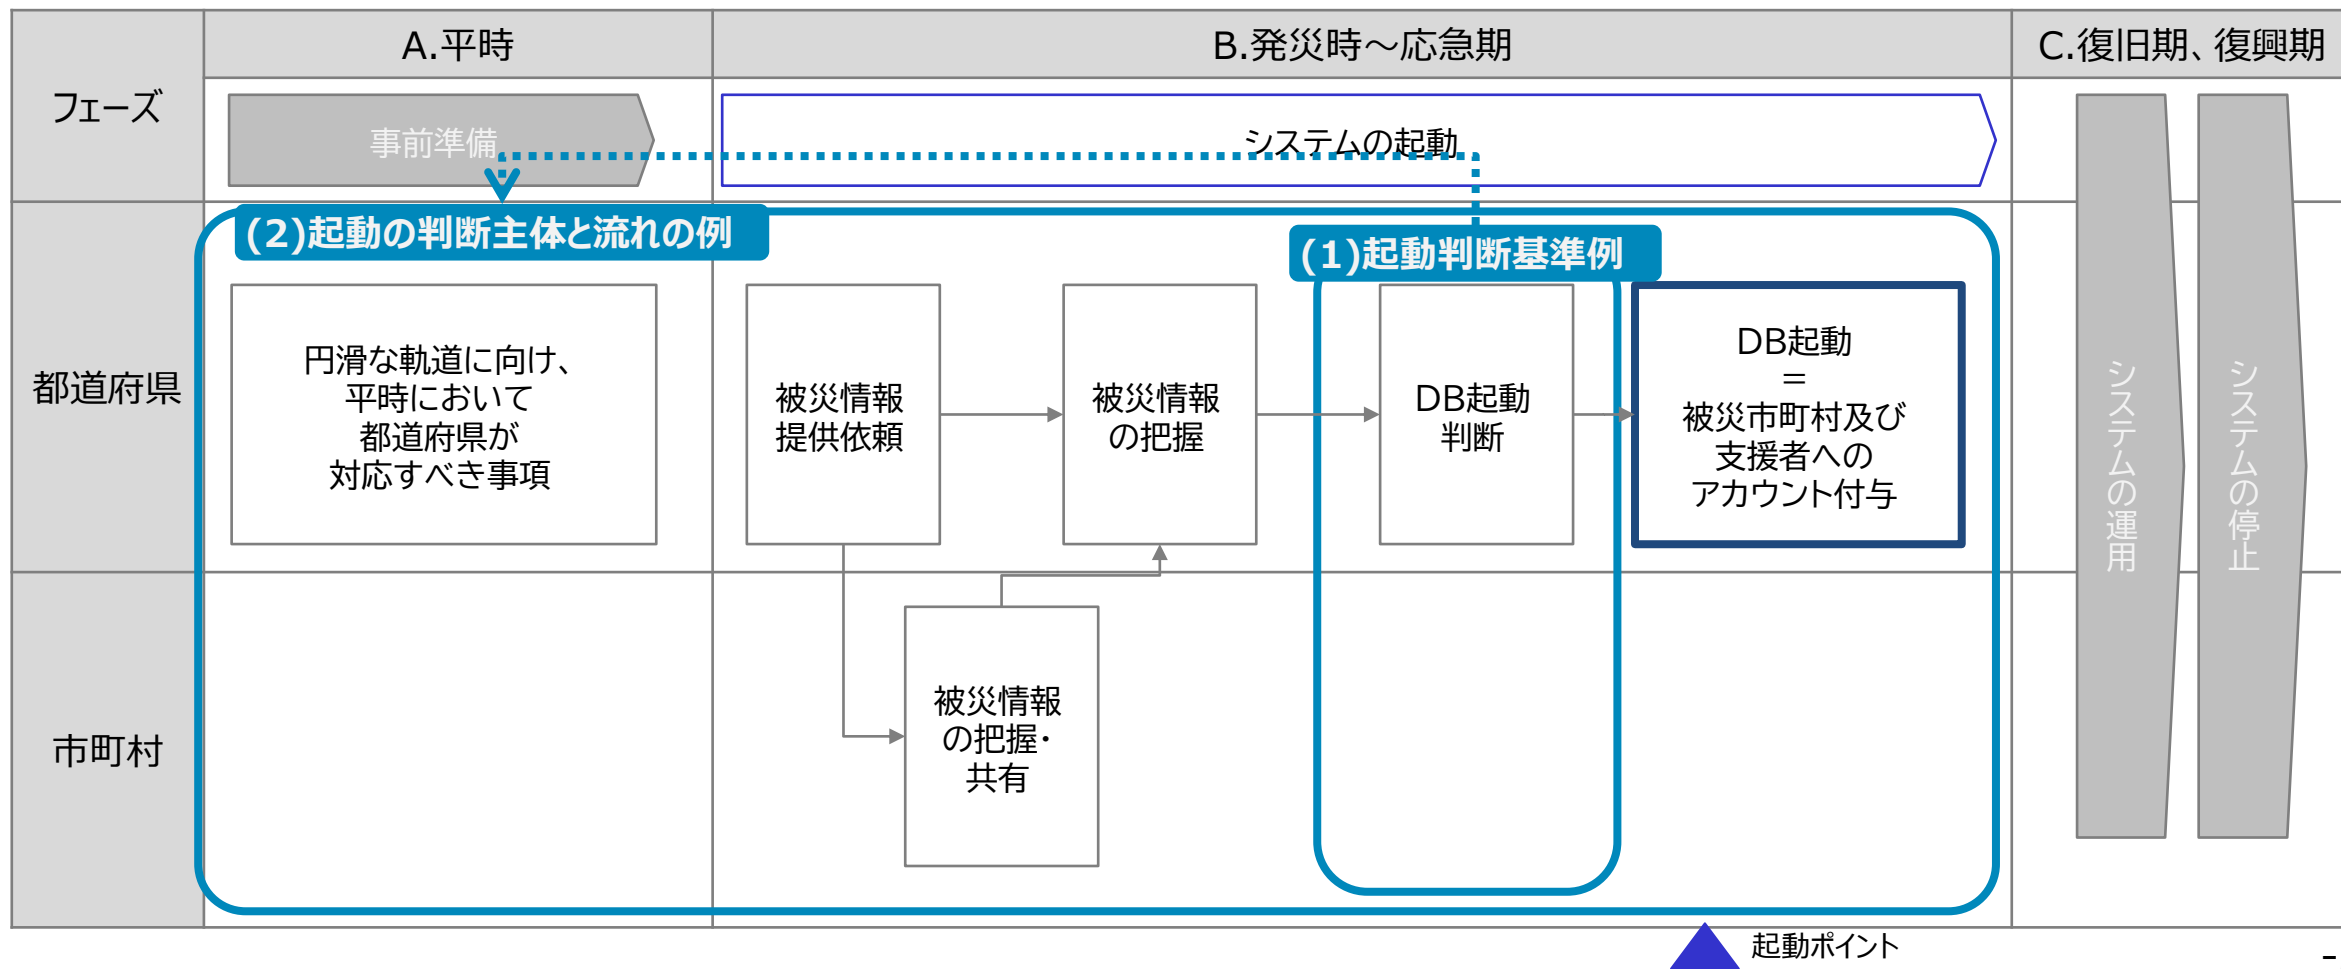 フェーズ
A.平時
B.発災時～応急期
C.復旧期、復興期
事前準備
システムの起動
(2)起動の判断主体と流れの例
(1)起動判断基準例
都道府県
円滑な軌道に向け、
平時において
都道府県が
対応すべき事項
被災情報
提供依頼
被災情報
の把握
DB起動
判断
DB起動
＝
被災市町村及び
支援者への
アカウント付与
システムの運用
システムの停止
市町村
被災情報
の把握・
共有
起動ポイント
-